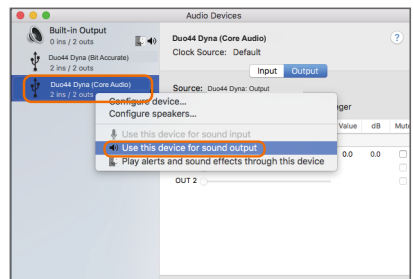 Audio Devices
Built-in Output
0 ins / 2 outs
Duo44 Dyna (Bit Accurate)
2 ins / 2 outs
Duo44 Dyna (Core Audio)
2 ins / 2 outs
Duo44 Dyna (Core Audio)
?
Clock Source: Default
Input Output
Source: Duo44 Dyna: Output
Configure device...
Configure speakers...
Use this device for sound input
Use this device for sound output
Play alerts and sound effects through this device
Value dB Mute
0.0 0.0
OUT 2